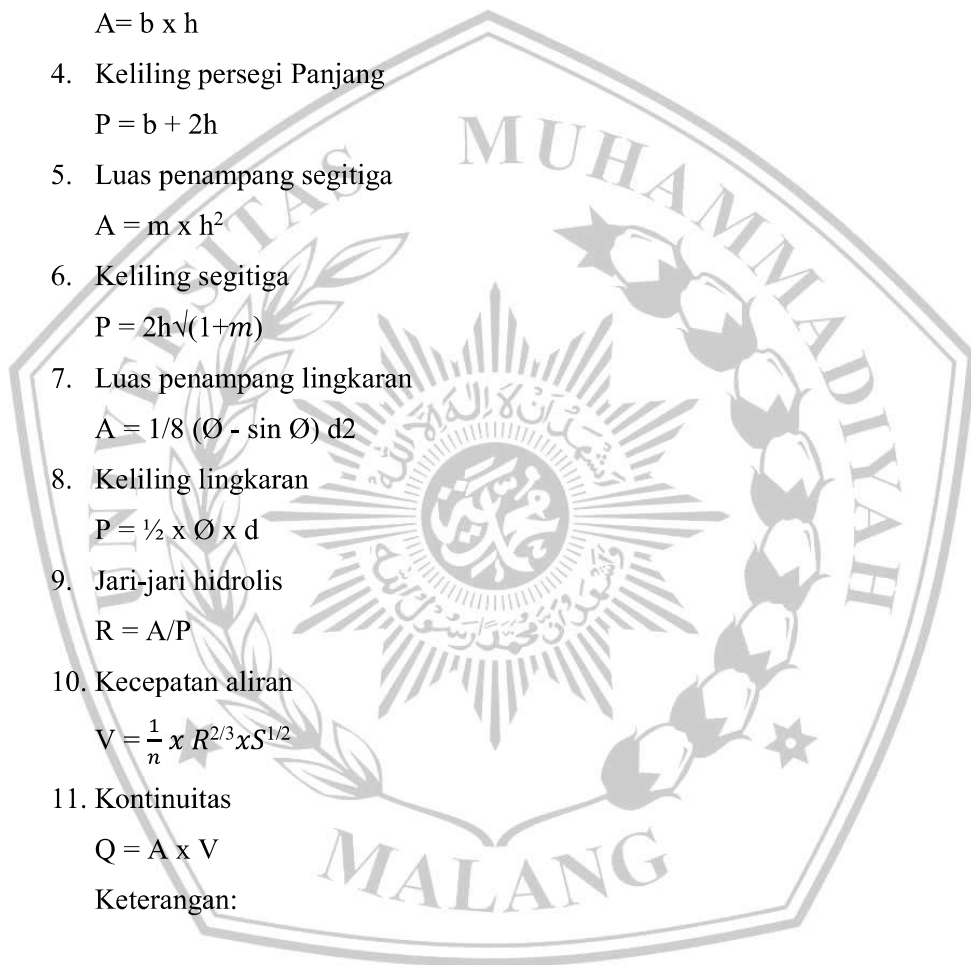 A= b x h
4. Keliling persegi Panjang
P = b + 2h
5. Luas penampang segitiga
A = m x h²
6. Keliling segitiga
P = 2h√(1+m)
7. Luas penampang lingkaran
A = 1/8 (Ø - sin Ø) d2
8. Keliling lingkaran
P = ½ x Ø x d
9. Jari-jari hidrolis
R = A/P
10. Kecepatan aliran
V = 1/n x R^2/3 x S^1/2
11. Kontinuitas
Q = A x V
Keterangan:
UNIVERSITAS MUHAMMADIYAH
MALANG